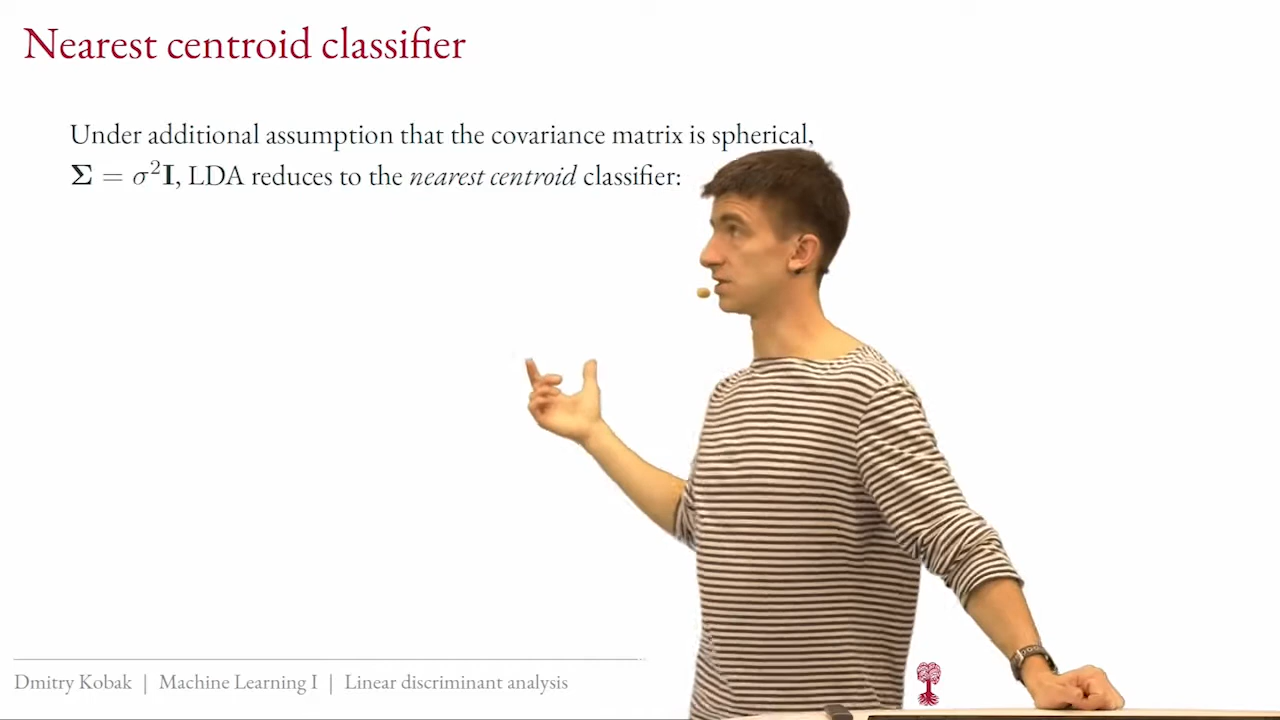 Nearest centroid classifier
Under additional assumption that the covariance matrix is spherical,
Σ = σ²I, LDA reduces to the nearest centroid classifier:
Dmitry Kobak | Machine Learning I | Linear discriminant analysis